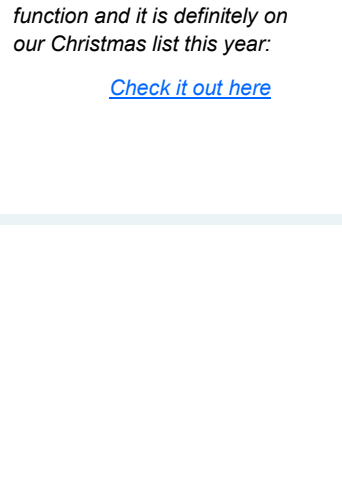 function and it is definitely on
our Christmas list this year:
Check it out here